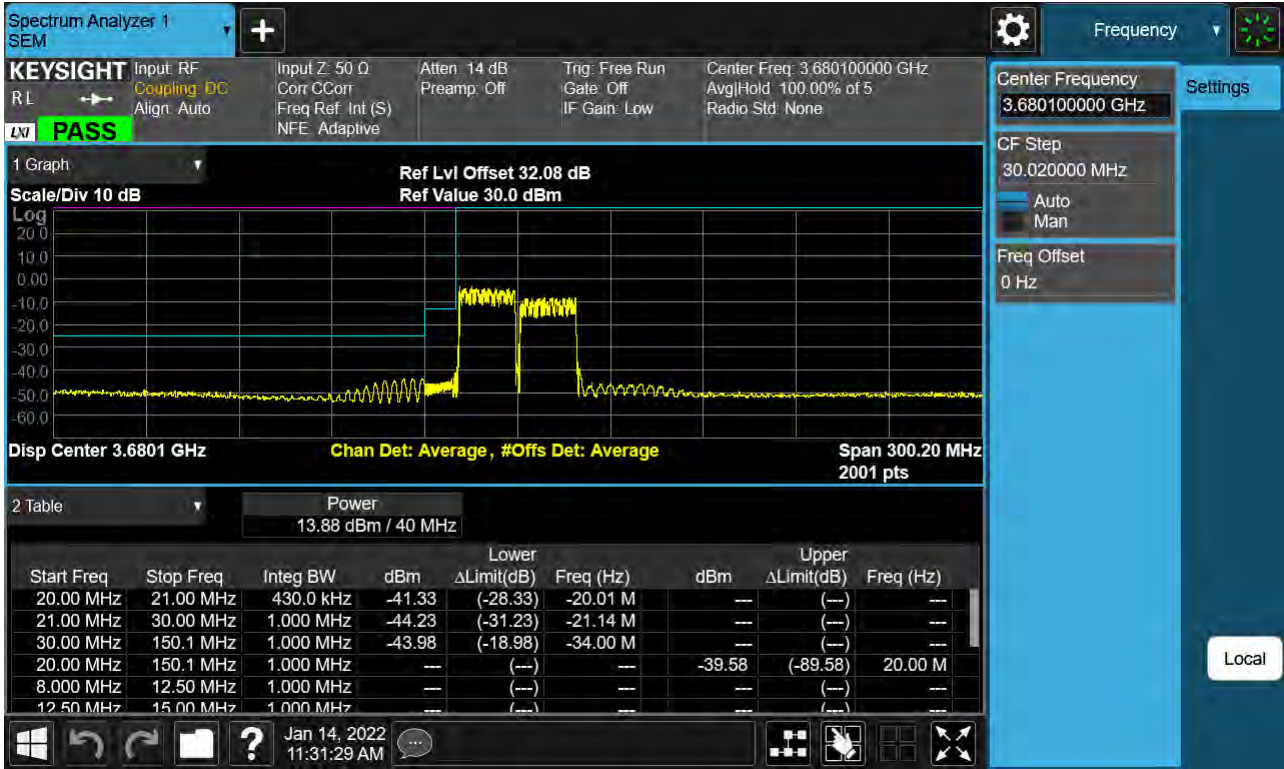 Spectrum Analyzer 1
SEM
Frequency
KEYSIGHT
Input: RF
Coupling: DC
Align: Auto
Input Z: 50 Ω
Corr CCorr
Freq Ref: Int (S)
NFE: Adaptive
Atten: 14 dB
Preamp: Off
Trig: Free Run
Gate: Off
IF Gain: Low
Center Freq: 3.680100000 GHz
Avg|Hold: 100.00% of 5
Radio Std: None
R L
LXI
PASS
Center Frequency
3.680100000 GHz
Settings
CF Step
30.020000 MHz
Auto
Man
Freq Offset
0 Hz
Local
1 Graph
Scale/Div 10 dB
Ref Lvl Offset 32.08 dB
Ref Value 30.0 dBm
Log
20.0
10.0
0.00
-10.0
-20.0
-30.0
-40.0
-50.0
-60.0
Disp Center 3.6801 GHz
Chan Det: Average, #Offs Det: Average
Span 300.20 MHz
2001 pts
2 Table
Power
13.88 dBm / 40 MHz
Lower Upper
Start Freq Stop Freq Integ BW dBm ΔLimit(dB) Freq (Hz) dBm ΔLimit(dB) Freq (Hz)
20.00 MHz 21.00 MHz 430.0 kHz -41.33 (-28.33) -20.01 M --- (---) ---
21.00 MHz 30.00 MHz 1.000 MHz -44.23 (-31.23) -21.14 M --- (---) ---
30.00 MHz 150.1 MHz 1.000 MHz -43.98 (-18.98) -34.00 M --- (---) ---
20.00 MHz 150.1 MHz 1.000 MHz --- (---) --- -39.58 (-89.58) 20.00 M
8.000 MHz 12.50 MHz 1.000 MHz --- (---) --- --- (---) ---
12.50 MHz 15.00 MHz 1.000 MHz --- (---) --- --- (---) ---
?
Jan 14, 2022
11:31:29 AM